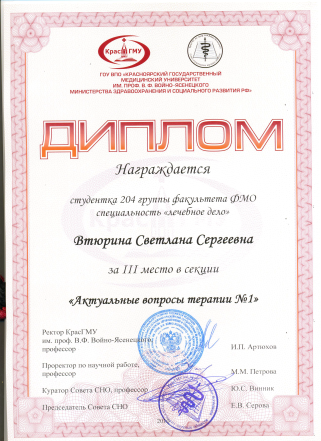 КрасГМУ
ГОУ ВПО «КРАСНОЯРСКИЙ ГОСУДАРСТВЕННЫЙ
МЕДИЦИНСКИЙ УНИВЕРСИТЕТ
ИМ. ПРОФ. В. Ф. ВОЙНО-ЯСЕНЕЦКОГО
МИНИСТЕРСТВА ЗДРАВООХРАНЕНИЯ И СОЦИАЛЬНОГО РАЗВИТИЯ РФ»
ДИПЛОМ
Награждается
студентка 204 группы факультета ФМО
специальность «лечебное дело»
Втюрина Светлана Сергеевна
за III место в секции
«Актуальные вопросы терапии №1»
Ректор КрасГМУ
им. проф. В.Ф. Войно-Ясенецкого,
профессор И.П. Артюхов
Проректор по научной работе,
профессор М.М. Петрова
Куратор Совета СНО, профессор Ю.С. Винник
Председатель Совета СНО Е.В. Серова